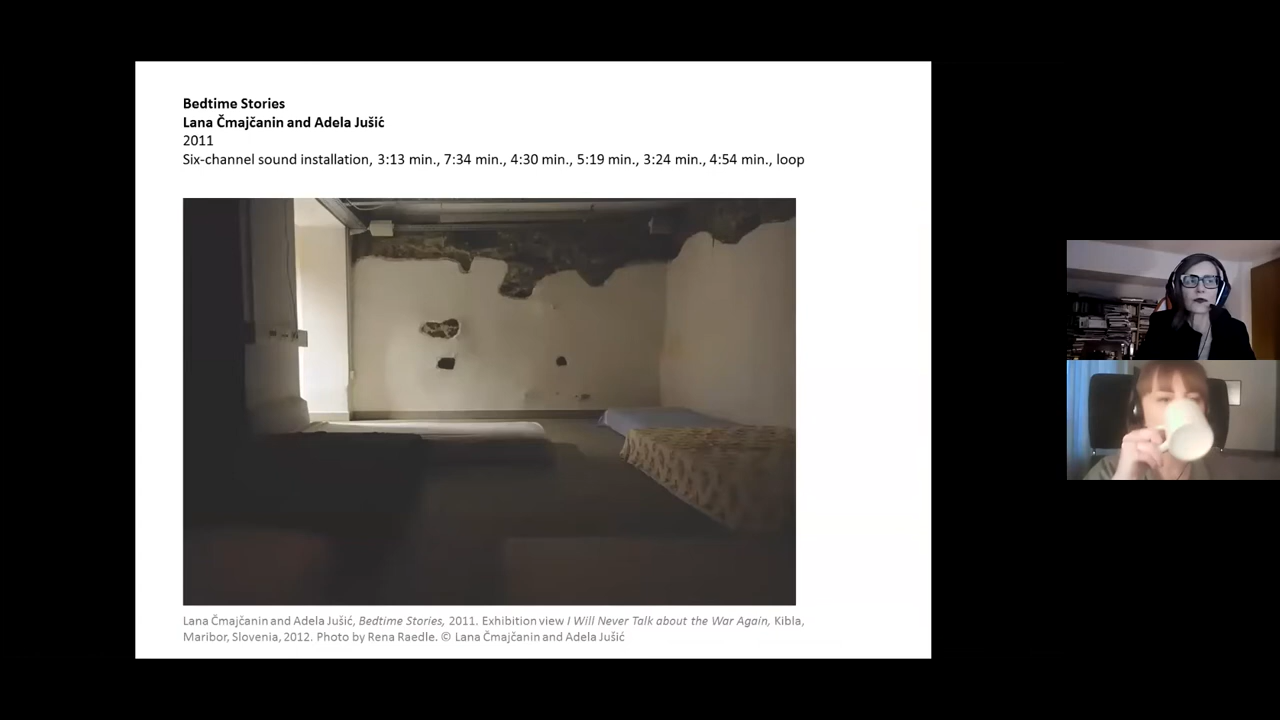 Bedtime Stories
Lana Čmajčanin and Adela Jušić
2011
Six-channel sound installation, 3:13 min., 7:34 min., 4:30 min., 5:19 min., 3:24 min., 4:54 min., loop
Lana Čmajčanin and Adela Jušić, Bedtime Stories, 2011. Exhibition view I Will Never Talk about the War Again, Kibla,
Maribor, Slovenia, 2012. Photo by Rena Raedle. © Lana Čmajčanin and Adela Jušić